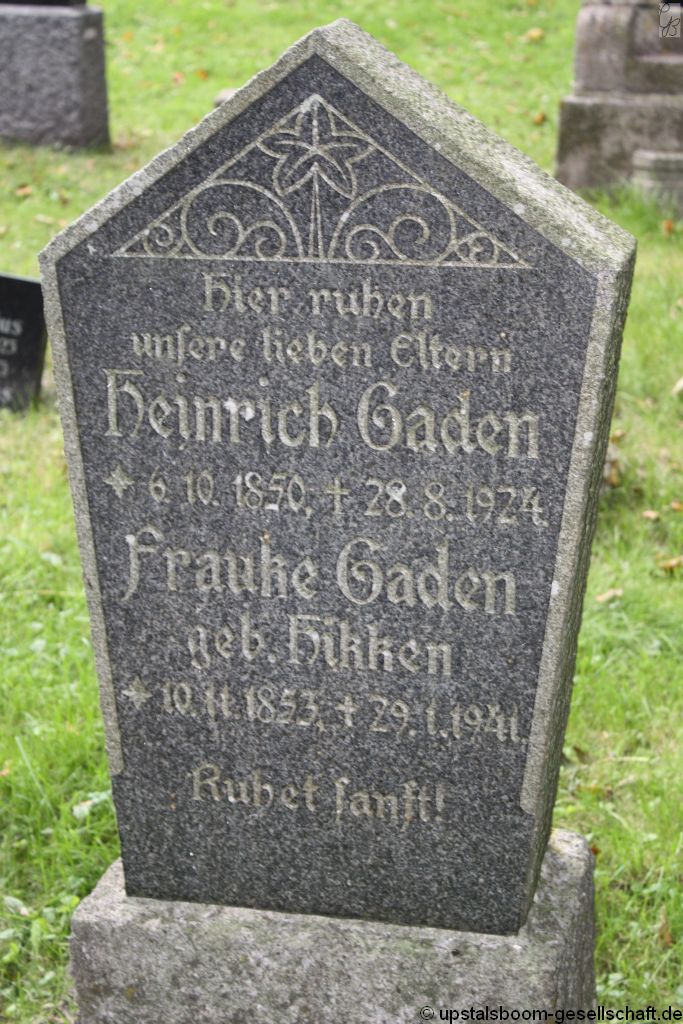 Hier ruhen
unsere lieben Eltern
Heinrich Gaden
6. 10. 1850, † 28. 8. 1924.
Frauke Gaden
geb. Hikken
10. 11. 1853, † 29. 1. 1941.
Ruhet sanft!
© upstalsboom-gesellschaft.de